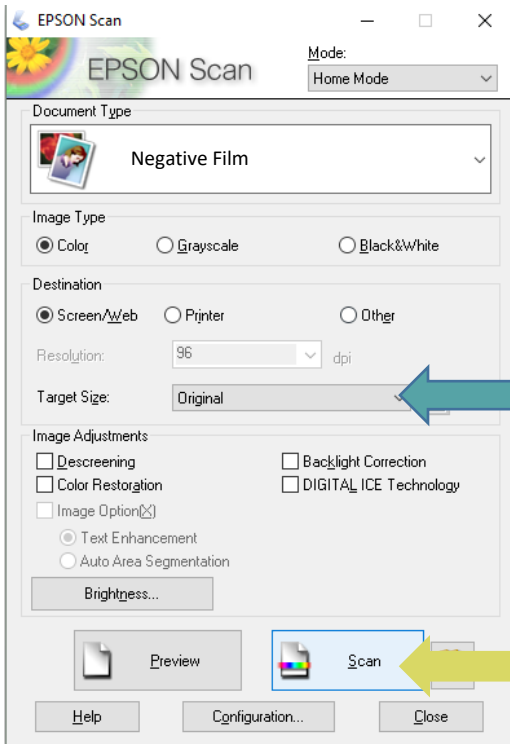 EPSON Scan
EPSON Scan
Mode:
Home Mode
Document Type
Negative Film
Image Type
Color Grayscale Black&White
Destination
Screen/Web Printer Other
Resolution: 96 dpi
Target Size: Original
Image Adjustments
Descreening Backlight Correction
Color Restoration DIGITAL ICE Technology
Image Option(X)
Text Enhancement
Auto Area Segmentation
Brightness...
Preview Scan
Help Configuration... Close